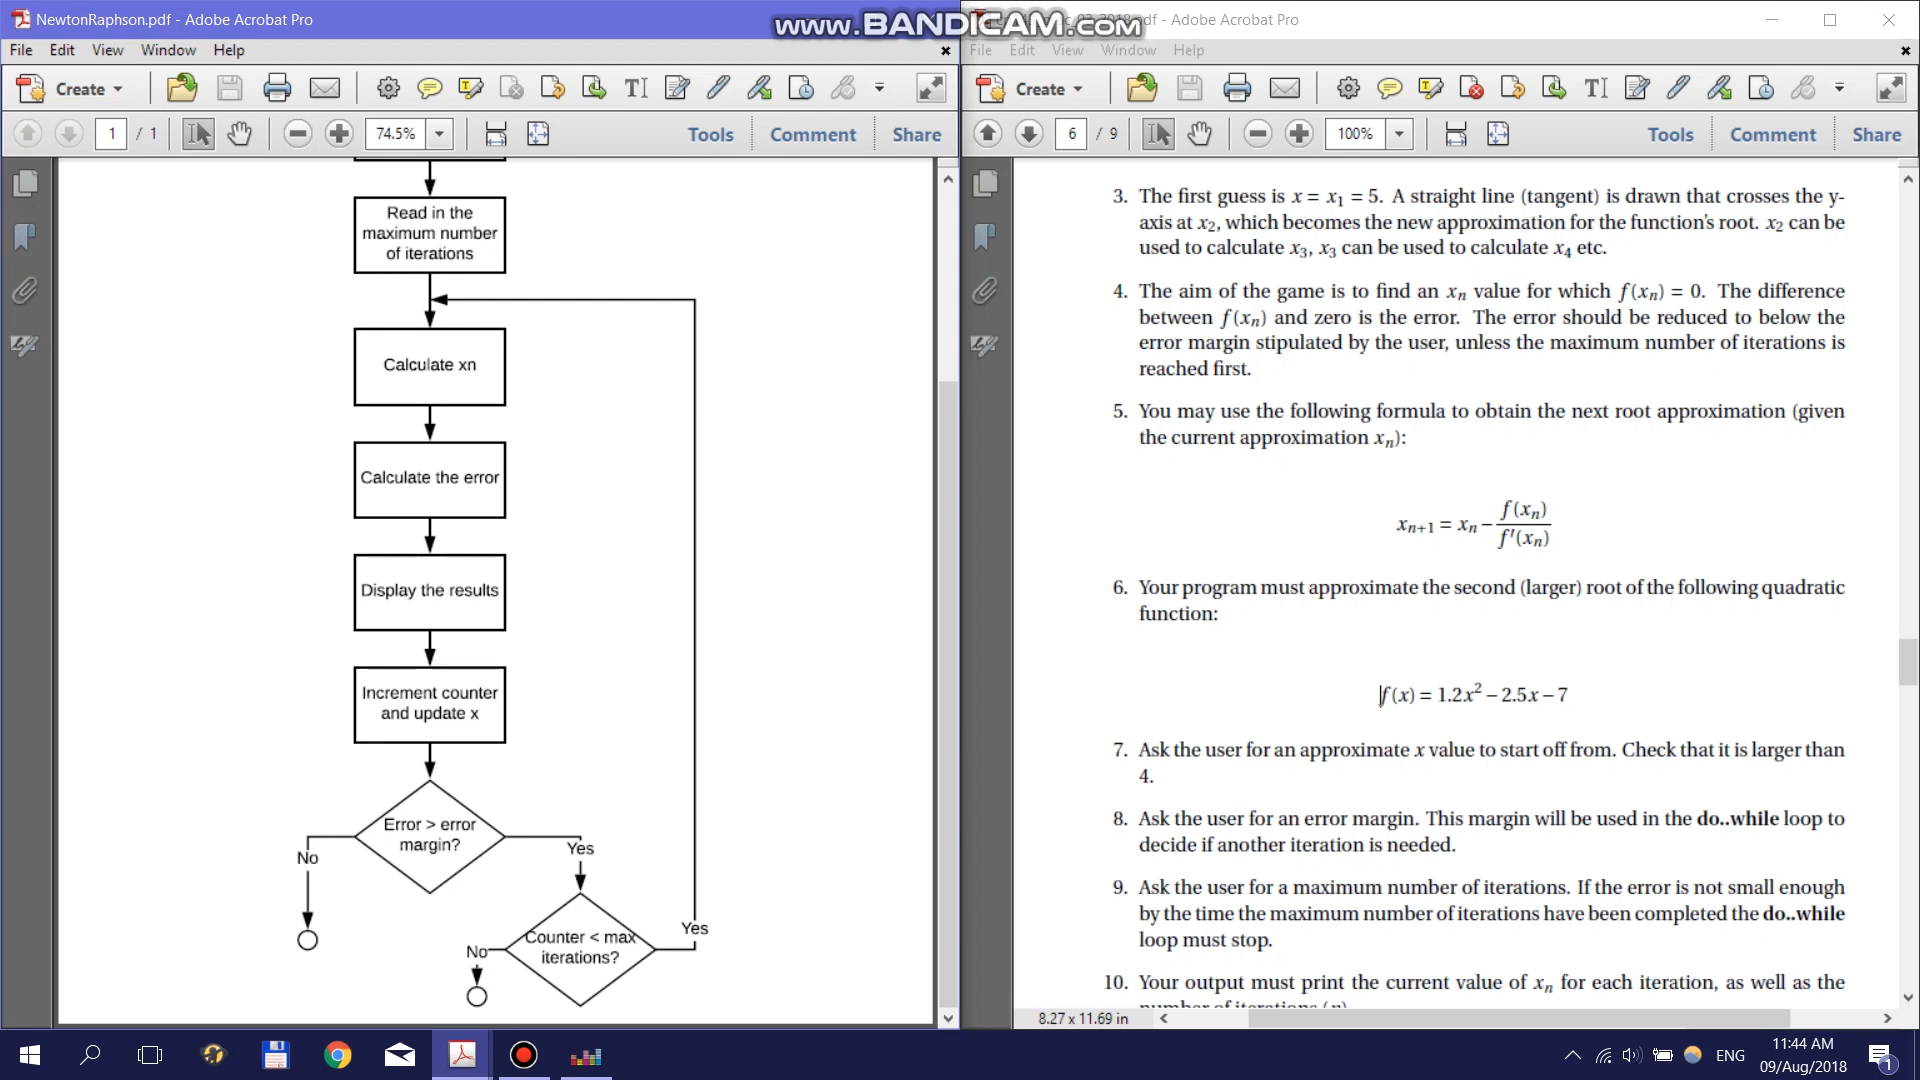 NewtonRaphson.pdf - Adobe Acrobat Pro
www.BANDICAM.com
.pdf - Adobe Acrobat Pro
File Edit View Window Help
File Edit View Window Help
Create
Create
1 / 1
74.5%
Tools Comment Share
6 / 9
100%
Tools Comment Share
Read in the
maximum number
of iterations
Calculate xn
Calculate the error
Display the results
Increment counter
and update x
Error > error
margin?
No
Yes
Counter < max
iterations?
No
Yes
3. The first guess is x = x₁ = 5. A straight line (tangent) is drawn that crosses the y-
axis at x₂, which becomes the new approximation for the function's root. x₂ can be
used to calculate x₃, x₃ can be used to calculate x₄ etc.
4. The aim of the game is to find an xₙ value for which f(xₙ) = 0. The difference
between f(xₙ) and zero is the error. The error should be reduced to below the
error margin stipulated by the user, unless the maximum number of iterations is
reached first.
5. You may use the following formula to obtain the next root approximation (given
the current approximation xₙ):
xₙ₊₁ = xₙ − f(xₙ) / f′(xₙ)
6. Your program must approximate the second (larger) root of the following quadratic
function:
f(x) = 1.2x² − 2.5x − 7
7. Ask the user for an approximate x value to start off from. Check that it is larger than
4.
8. Ask the user for an error margin. This margin will be used in the do..while loop to
decide if another iteration is needed.
9. Ask the user for a maximum number of iterations. If the error is not small enough
by the time the maximum number of iterations have been completed the do..while
loop must stop.
10. Your output must print the current value of xₙ for each iteration, as well as the
number of iterations (n)
8.27 x 11.69 in
ENG
11:44 AM
09/Aug/2018
1